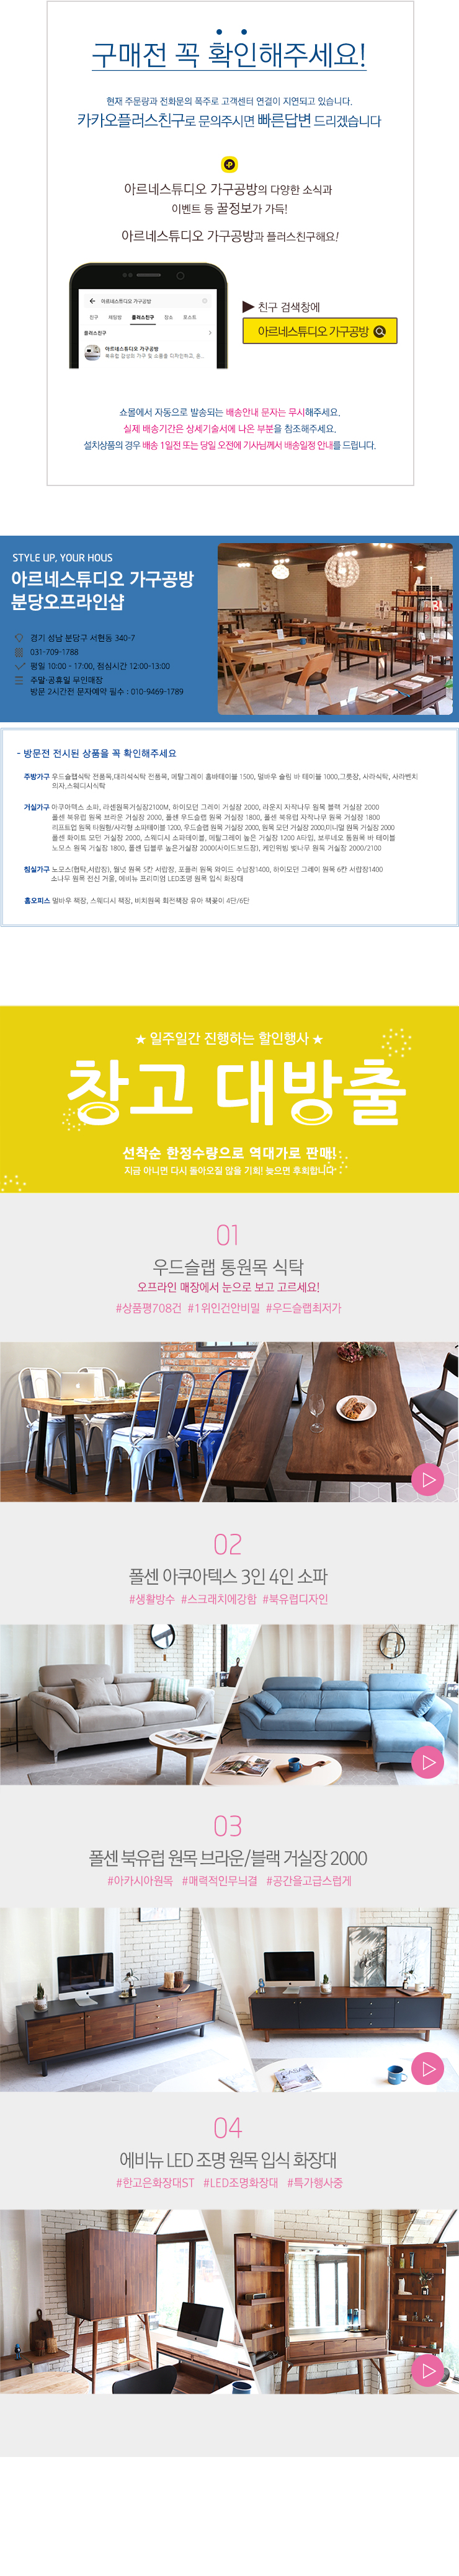 구매전 꼭 확인해주세요!
현재 주문량과 전화문의 폭주로 고객센터 연결이 지연되고 있습니다.
카카오플러스친구로 문의주시면 빠른답변 드리겠습니다
아르네스튜디오 가구공방의 다양한 소식과
이벤트 등 꿀정보가 가득!
아르네스튜디오 가구공방과 플러스친구해요!
아르네스튜디오 가구공방
친구 채팅방 플러스친구 장소 포스트
플러스친구
아르네스튜디오 가구공방
북유럽 감성의 가구 및 소품을 디자인하고, 온...
▶ 친구 검색창에
아르네스튜디오 가구공방
쇼몰에서 자동으로 발송되는 배송안내 문자는 무시해주세요.
실제 배송기간은 상세기술서에 나온 부분을 참조해주세요.
설치상품의 경우 배송 1일전 또는 당일 오전에 기사님께서 배송일정 안내를 드립니다.
STYLE UP, YOUR HOUS
아르네스튜디오 가구공방
분당오프라인샵
경기 성남 분당구 서현동 340-7
031-709-1788
평일 10:00 - 17:00, 점심시간 12:00-13:00
주말·공휴일 무인매장
방문 2시간전 문자예약 필수 : 010-9469-1789
- 방문전 전시된 상품을 꼭 확인해주세요
주방가구 우드슬랩식탁 전품목,대리석식탁 전품목, 메탈그레이 홈바테이블 1500, 멀바우 슬림 바 테이블 1000,그릇장, 사라식탁, 사라벤치
의자,스웨디시식탁
거실가구 아쿠아텍스 소파, 라샌원목거실장2100M, 하이모던 그레이 거실장 2000, 라운지 자작나무 원목 블랙 거실장 2000
폴센 북유럽 원목 브라운 거실장 2000, 폴센 우드슬랩 원목 거실장 1800, 폴센 북유럽 자작나무 원목 거실장 1800
리프트업 원목 타원형/사각형 소파테이블 1200, 우드슬랩 원목 거실장 2000, 원목 모던 거실장 2000,미니멀 원목 거실장 2000
폴센 화이트 모던 거실장 2000, 스웨디시 소파테이블, 메탈그레이 높은 거실장 1200 A타입, 보루네오 통원목 바 테이블
노모스 원목 거실장 1800, 폴센 딥블루 높은거실장 2000(사이드보드장), 케인위빙 빛나무 원목 거실장 2000/2100
침실가구 노모스(협탁,서랍장), 월넛 원목 5칸 서랍장, 포플러 원목 와이드 수납장1400, 하이모던 그레이 원목 6칸 서랍장1400
소나무 원목 전신 거울, 에비뉴 프리미엄 LED조명 원목 입식 화장대
홈오피스 멀바우 책장, 스웨디시 책장, 비치원목 회전책장 유아 책꽂이 4단/6단
★ 일주일간 진행하는 할인행사 ★
창고 대방출
선착순 한정수량으로 역대가로 판매!
지금 아니면 다시 돌아오질 않을 기회! 늦으면 후회합니다
01
우드슬랩 통원목 식탁
오프라인 매장에서 눈으로 보고 고르세요!
#상품평708건 #1위인건안비밀 #우드슬랩최저가
02
폴센 아쿠아텍스 3인 4인 소파
#생활방수 #스크래치에강함 #북유럽디자인
03
폴센 북유럽 원목 브라운/블랙 거실장 2000
#아카시아원목 #매력적인무늬결 #공간을고급스럽게
04
에비뉴 LED 조명 원목 입식 화장대
#한고은화장대ST #LED조명화장대 #특가행사중